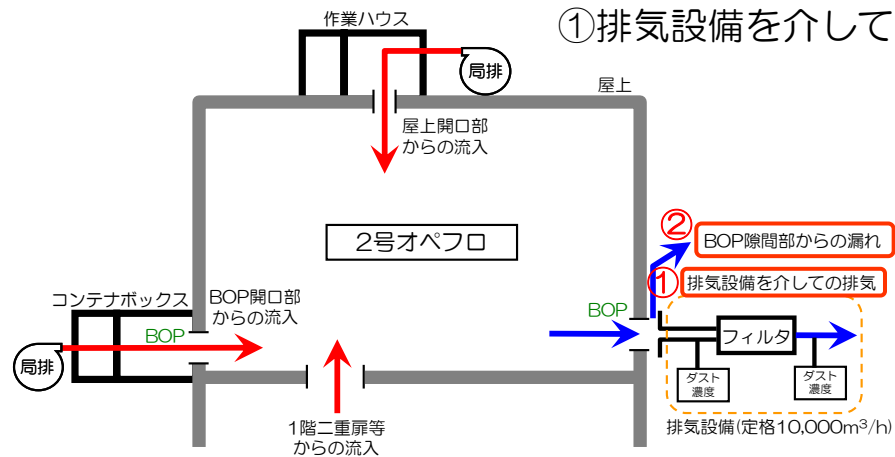 ①排気設備を介して
作業ハウス
局排
屋上
屋上開口部
からの流入
2号オペフロ
②
BOP隙間部からの漏れ
①
排気設備を介しての排気
コンテナボックス
BOP開口部
からの流入
BOP
局排
BOP
フィルタ
ダスト
濃度
ダスト
濃度
1階二重扉等
からの流入
排気設備(定格10,000m³/h)